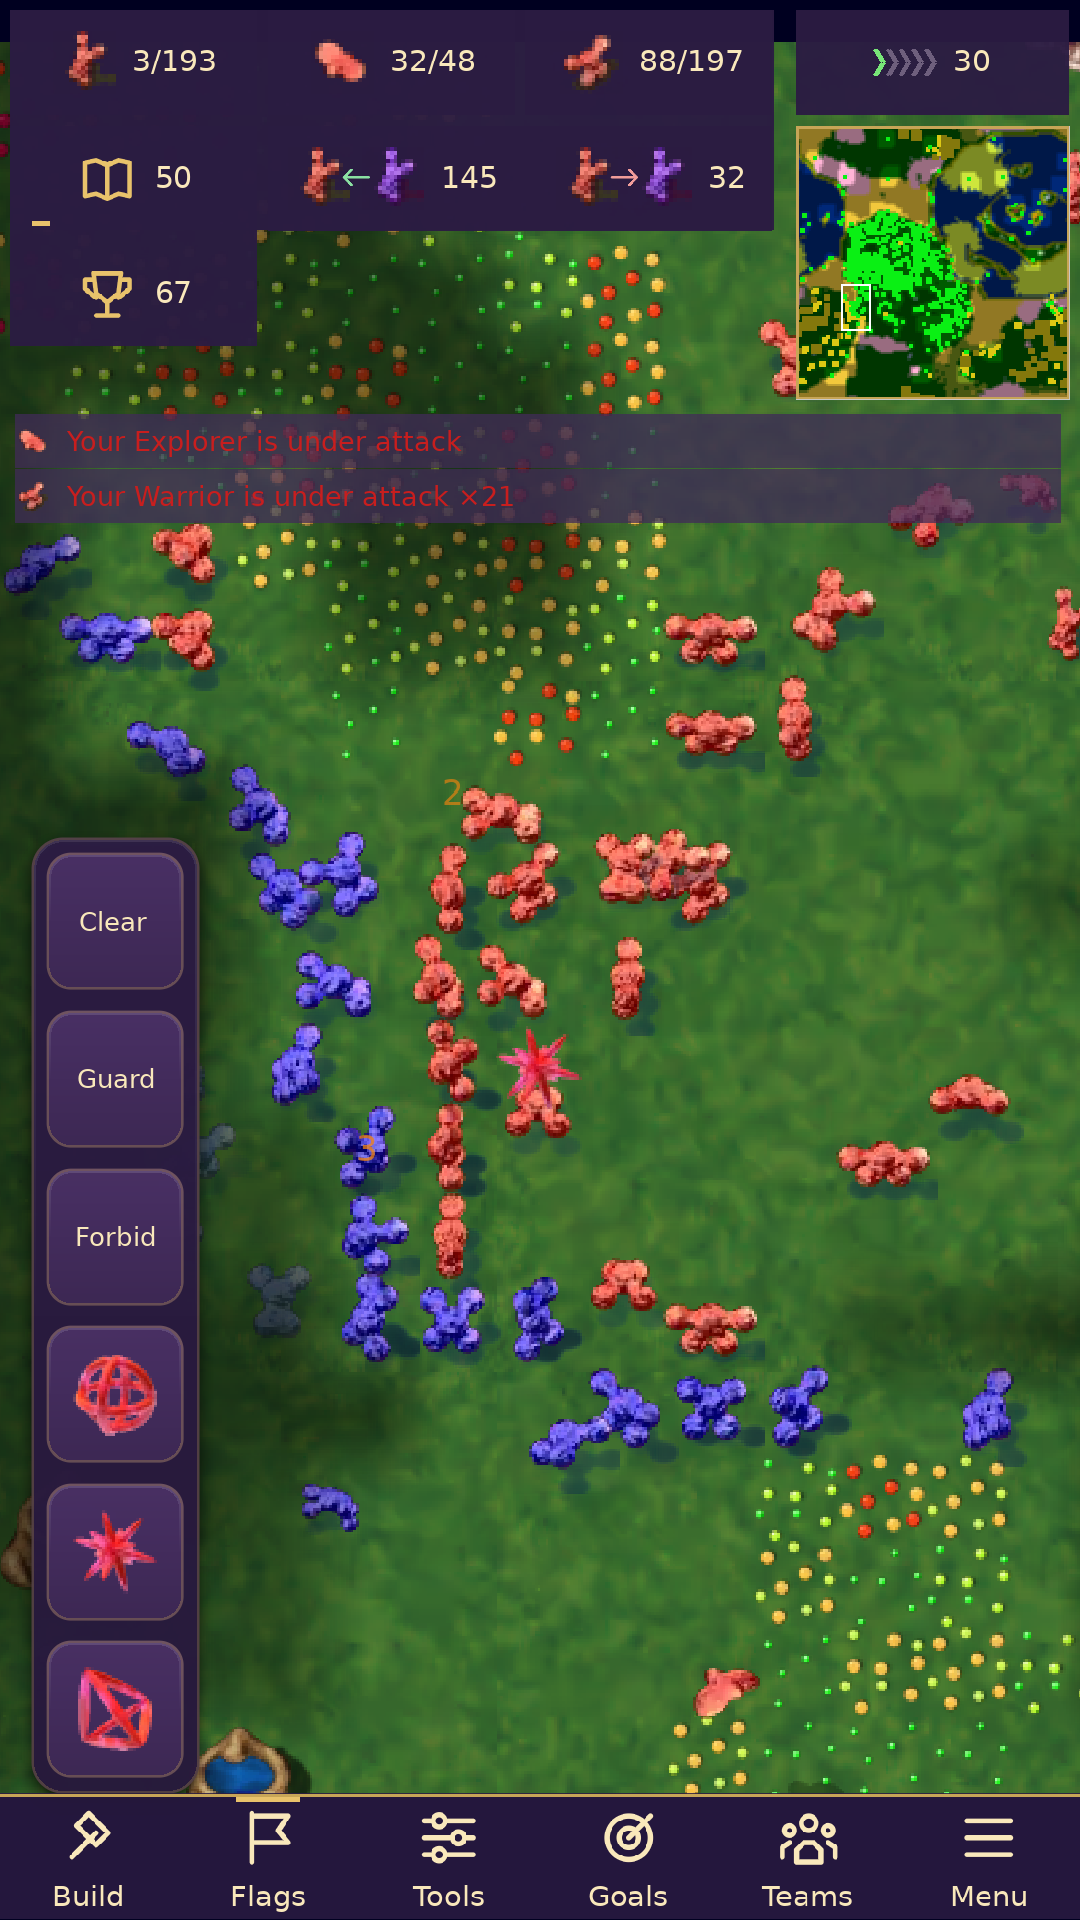 3/193 32/48 88/197 30
50 145 32
67
Your Explorer is under attack
Your Warrior is under attack ×21
2
Clear
Guard
3
Forbid
Build Flags Tools Goals Teams Menu